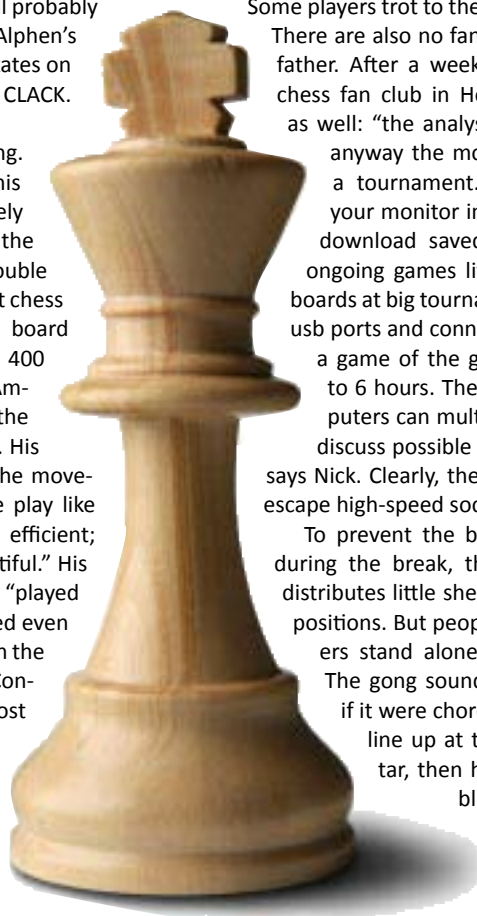 l probably
Alphen's
ates on
CLACK.
ng.
his
ely
the
ouble
t chess
board
400
Am-
the
. His
he move-
e play like
efficient;
tiful." His
"played
ed even
n the
Con-
ost
Some players trot to the
There are also no fan
father. After a week
chess fan club in He
as well: "the analys
anyway the mo
a tournament.
your monitor in
download saved
ongoing games li
boards at big tourna
usb ports and conn
a game of the g
to 6 hours. The
puters can mult
discuss possible
says Nick. Clearly, the
escape high-speed soc
To prevent the b
during the break, th
distributes little she
positions. But peop
ers stand alone
The gong sound
if it were chor
line up at t
tar, then h
bl